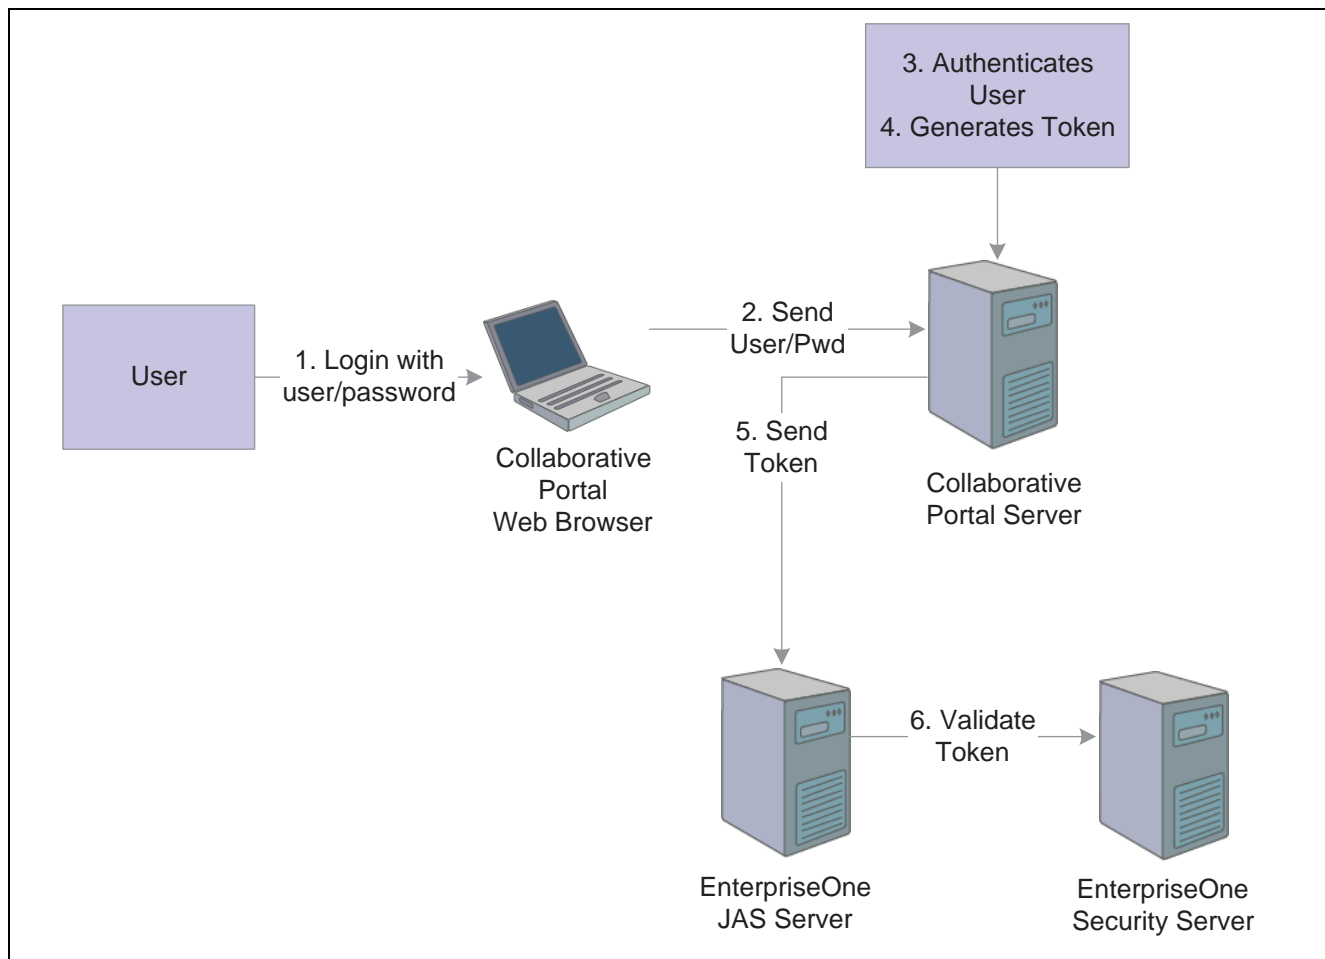 3. Authenticates
User
4. Generates Token
User
1. Login with
user/password
2. Send
User/Pwd
Collaborative
Portal
Web Browser
5. Send
Token
Collaborative
Portal Server
6. Validate
Token
EnterpriseOne
JAS Server
EnterpriseOne
Security Server